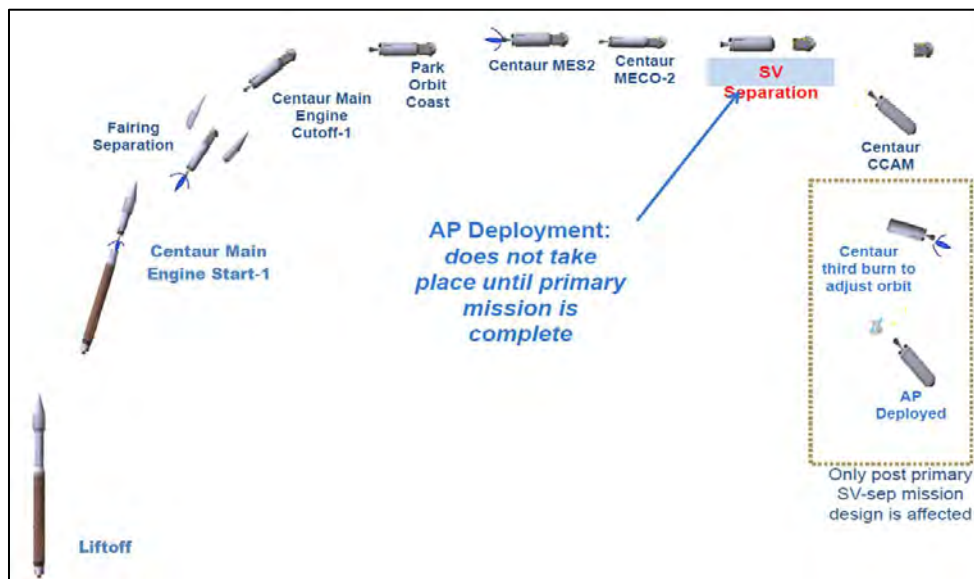 Liftoff
Centaur Main
Engine Start-1
Fairing
Separation
Centaur Main
Engine
Cutoff-1
Park
Orbit
Coast
Centaur MES2
Centaur
MECO-2
SV
Separation
AP Deployment:
does not take
place until primary
mission is
complete
Centaur
CCAM
Centaur
third burn to
adjust orbit
AP
Deployed
Only post primary
SV-sep mission
design is affected